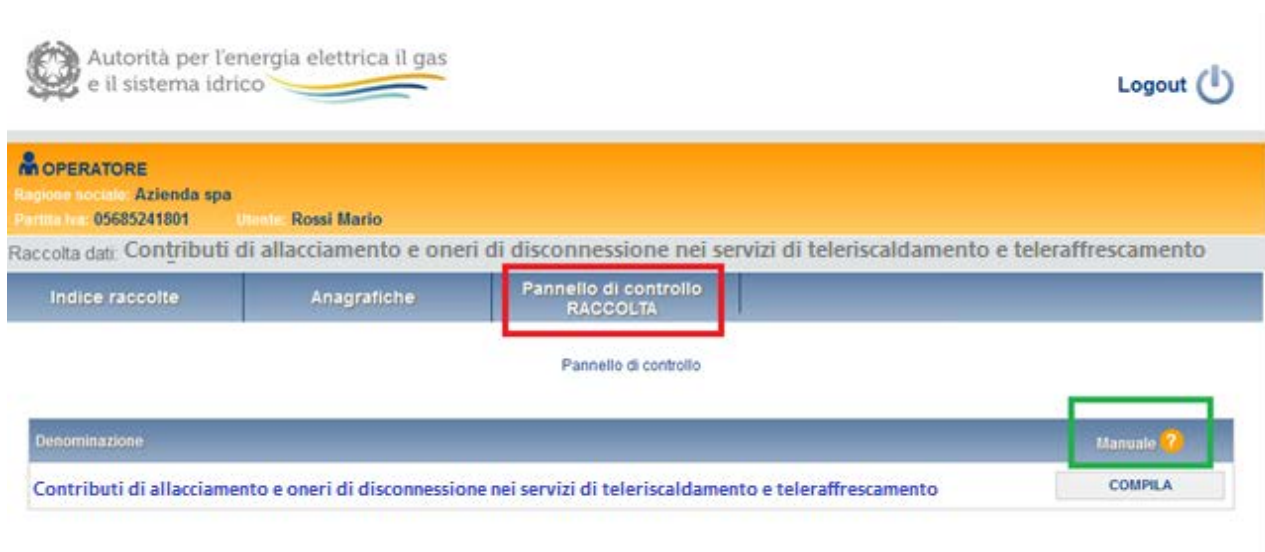 Autorità per l'energia elettrica il gas
e il sistema idrico
Logout
OPERATORE
Ragione sociale: Azienda spa
Partita Iva: 05685241801 Utente: Rossi Mario
Raccolta dati: Contributi di allacciamento e oneri di disconnessione nei servizi di teleriscaldamento e teleraffrescamento
Indice raccolte Anagrafiche Pannello di controllo
RACCOLTA
Pannello di controllo
Denominazione Manuale ?
Contributi di allacciamento e oneri di disconnessione nei servizi di teleriscaldamento e teleraffrescamento COMPILA